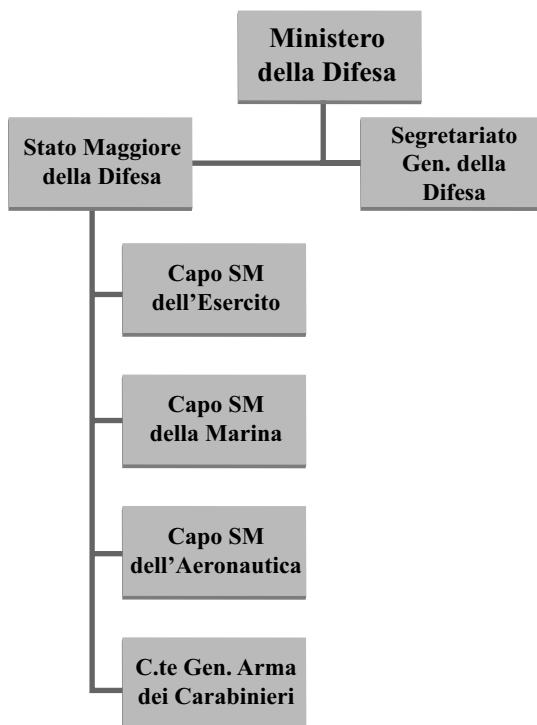 Ministero
della Difesa
Stato Maggiore
della Difesa
Segretariato
Gen. della
Difesa
Capo SM
dell’Esercito
Capo SM
della Marina
Capo SM
dell’Aeronautica
C.te Gen. Arma
dei Carabinieri